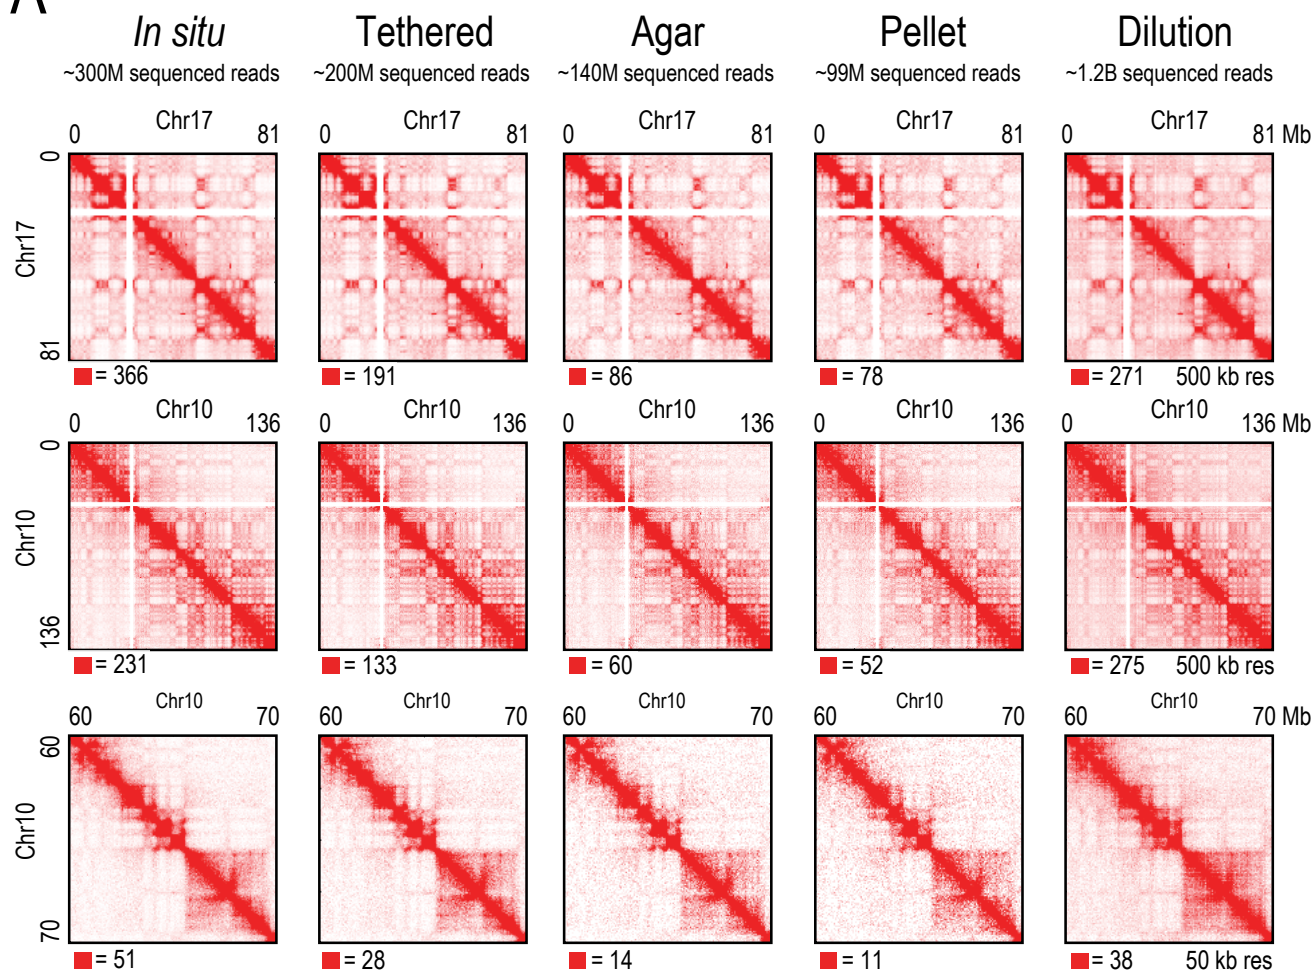 A
In situ Tethered Agar Pellet Dilution
~300M sequenced reads ~200M sequenced reads ~140M sequenced reads ~99M sequenced reads ~1.2B sequenced reads
Chr17 Chr17 Chr17 Chr17 Chr17
0 81 0 81 0 81 0 81 0 81 Mb
0
Chr17
81
= 366 = 191 = 86 = 78 = 271 500 kb res
Chr10 Chr10 Chr10 Chr10 Chr10
0 136 0 136 0 136 0 136 0 136 Mb
0
Chr10
136
= 231 = 133 = 60 = 52 = 275 500 kb res
Chr10 Chr10 Chr10 Chr10 Chr10
60 70 60 70 60 70 60 70 60 70 Mb
60
Chr10
70
= 51 = 28 = 14 = 11 = 38 50 kb res